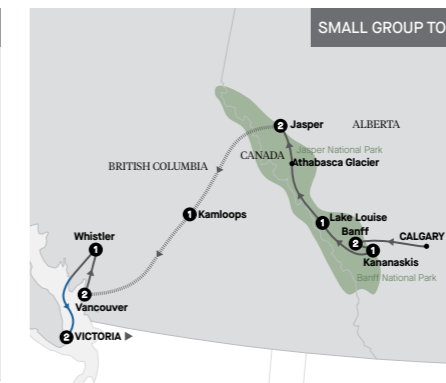 SMALL GROUP TO
2 Jasper
ALBERTA
Jasper National Park
CANADA
Athabasca Glacier
BRITISH COLUMBIA
1 Kamloops
1 Lake Louise
Banff
2
CALGARY
1
Kananaskis
Banff National Park
Whistler
1
2
Vancouver
2 VICTORIA